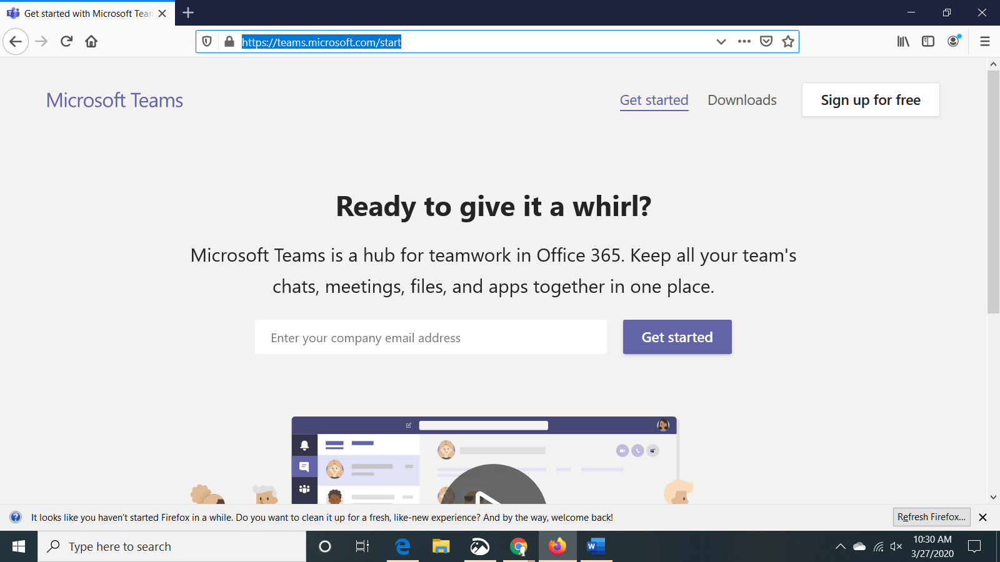 Get started with Microsoft Tean
https://teams.microsoft.com/start
Microsoft Teams
Get started
Downloads
Sign up for free
Ready to give it a whirl?
Microsoft Teams is a hub for teamwork in Office 365. Keep all your team's
chats, meetings, files, and apps together in one place.
Enter your company email address
Get started
It looks like you haven't started Firefox in a while. Do you want to clean it up for a fresh, like-new experience? And by the way, welcome back!
Refresh Firefox...
Type here to search
10:30 AM
3/27/2020